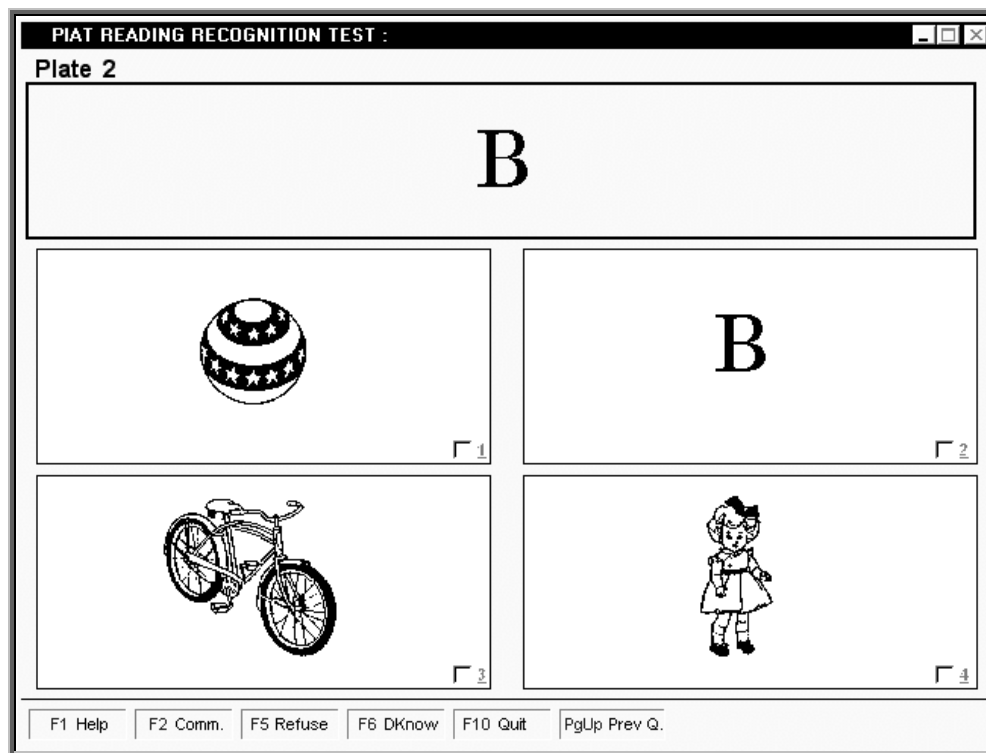 PIAT READING RECOGNITION TEST :
Plate 2
B
1
B
2
3
4
F1 Help F2 Comm. F5 Refuse F6 DKnow F10 Quit PgUp Prev Q.